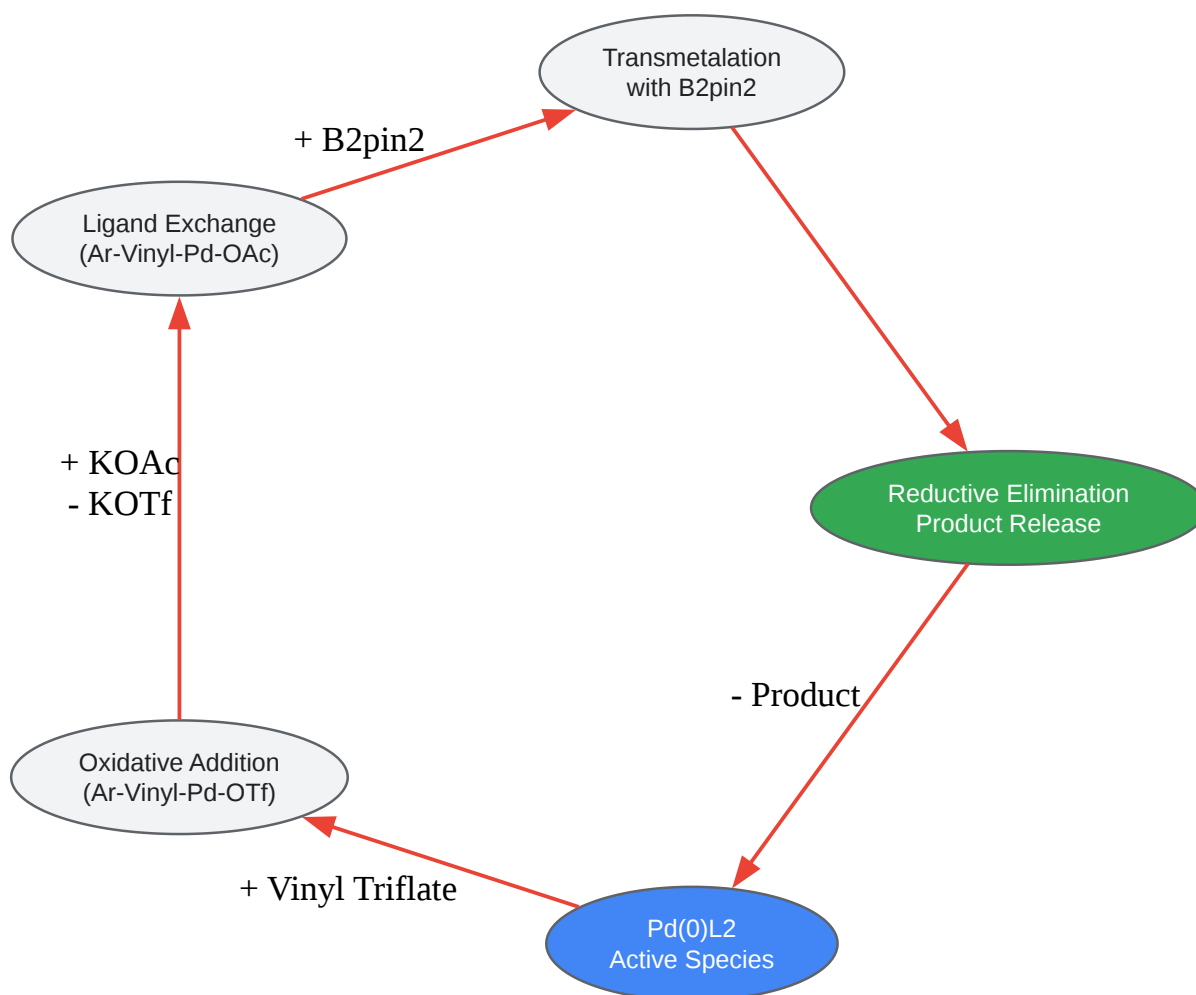 Transmetalation
with B2pin2
+ B2pin2
Ligand Exchange
(Ar-Vinyl-Pd-OAc)
+ KOAc
- KOTf
Reductive Elimination
Product Release
- Product
Oxidative Addition
(Ar-Vinyl-Pd-OTf)
+ Vinyl Triflate
Pd(0)L2
Active Species